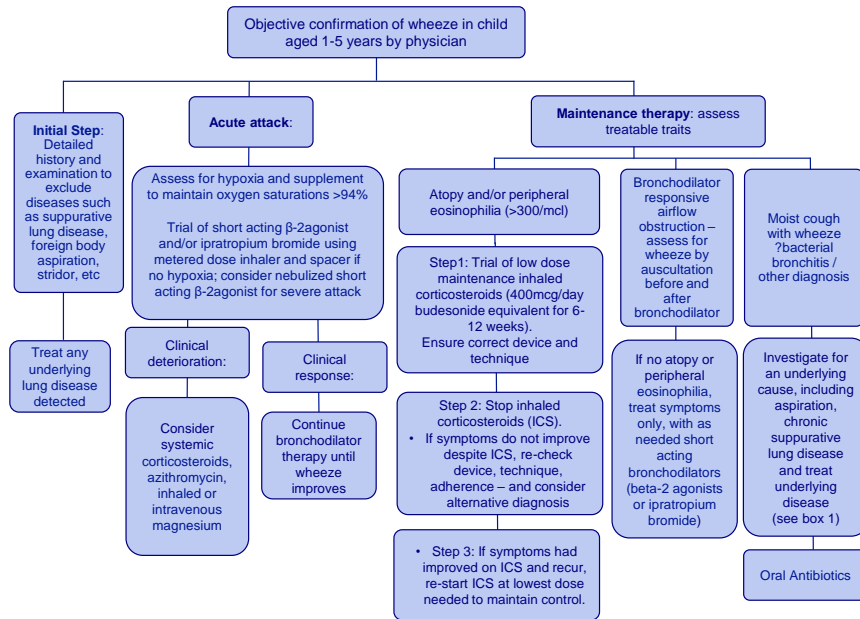 Objective confirmation of wheeze in child
aged 1-5 years by physician
Initial Step:
Detailed
history and
examination to
exclude
diseases such
as suppurative
lung disease,
foreign body
aspiration,
stridor, etc
Treat any
underlying
lung disease
detected
Acute attack:
Assess for hypoxia and supplement
to maintain oxygen saturations >94%
Trial of short acting β-2agonist
and/or ipratropium bromide using
metered dose inhaler and spacer if
no hypoxia; consider nebulized short
acting β-2agonist for severe attack
Clinical
deterioration:
Consider
systemic
corticosteroids,
azithromycin,
inhaled or
intravenous
magnesium
Clinical
response:
Continue
bronchodilator
therapy until
wheeze
improves
Maintenance therapy: assess
treatable traits
Atopy and/or peripheral
eosinophilia (>300/mcl)
Step1: Trial of low dose
maintenance inhaled
corticosteroids (400mcg/day
budesonide equivalent for 6-
12 weeks).
Ensure correct device and
technique
Step 2: Stop inhaled
corticosteroids (ICS).
• If symptoms do not improve
despite ICS, re-check
device, technique,
adherence – and consider
alternative diagnosis
• Step 3: If symptoms had
improved on ICS and recur,
re-start ICS at lowest dose
needed to maintain control.
Bronchodilator
responsive
airflow
obstruction –
assess for
wheeze by
auscultation
before and
after
bronchodilator
If no atopy or
peripheral
eosinophilia,
treat symptoms
only, with as
needed short
acting
bronchodilators
(beta-2 agonists
or ipratropium
bromide)
Moist cough
with wheeze
?bacterial
bronchitis /
other diagnosis
Investigate for
an underlying
cause, including
aspiration,
chronic
suppurative
lung disease
and treat
underlying
disease
(see box 1)
Oral Antibiotics